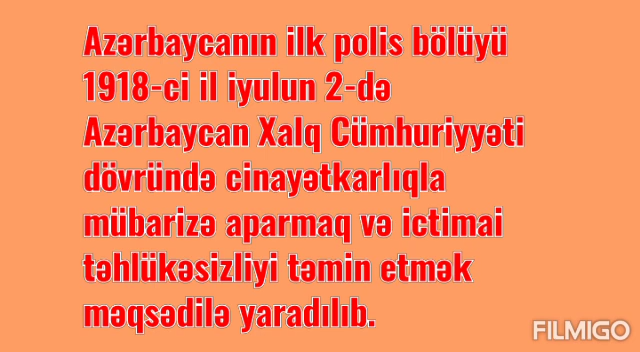 Azərbaycanın ilk polis bölüyü
1918-ci il iyulun 2-də
Azərbaycan Xalq Cümhuriyyəti
dövründə cinayətkarlıqla
mübarizə aparmaq və ictimai
təhlükəsizliyi təmin etmək
məqsədilə yaradılıb.
FILMIGO